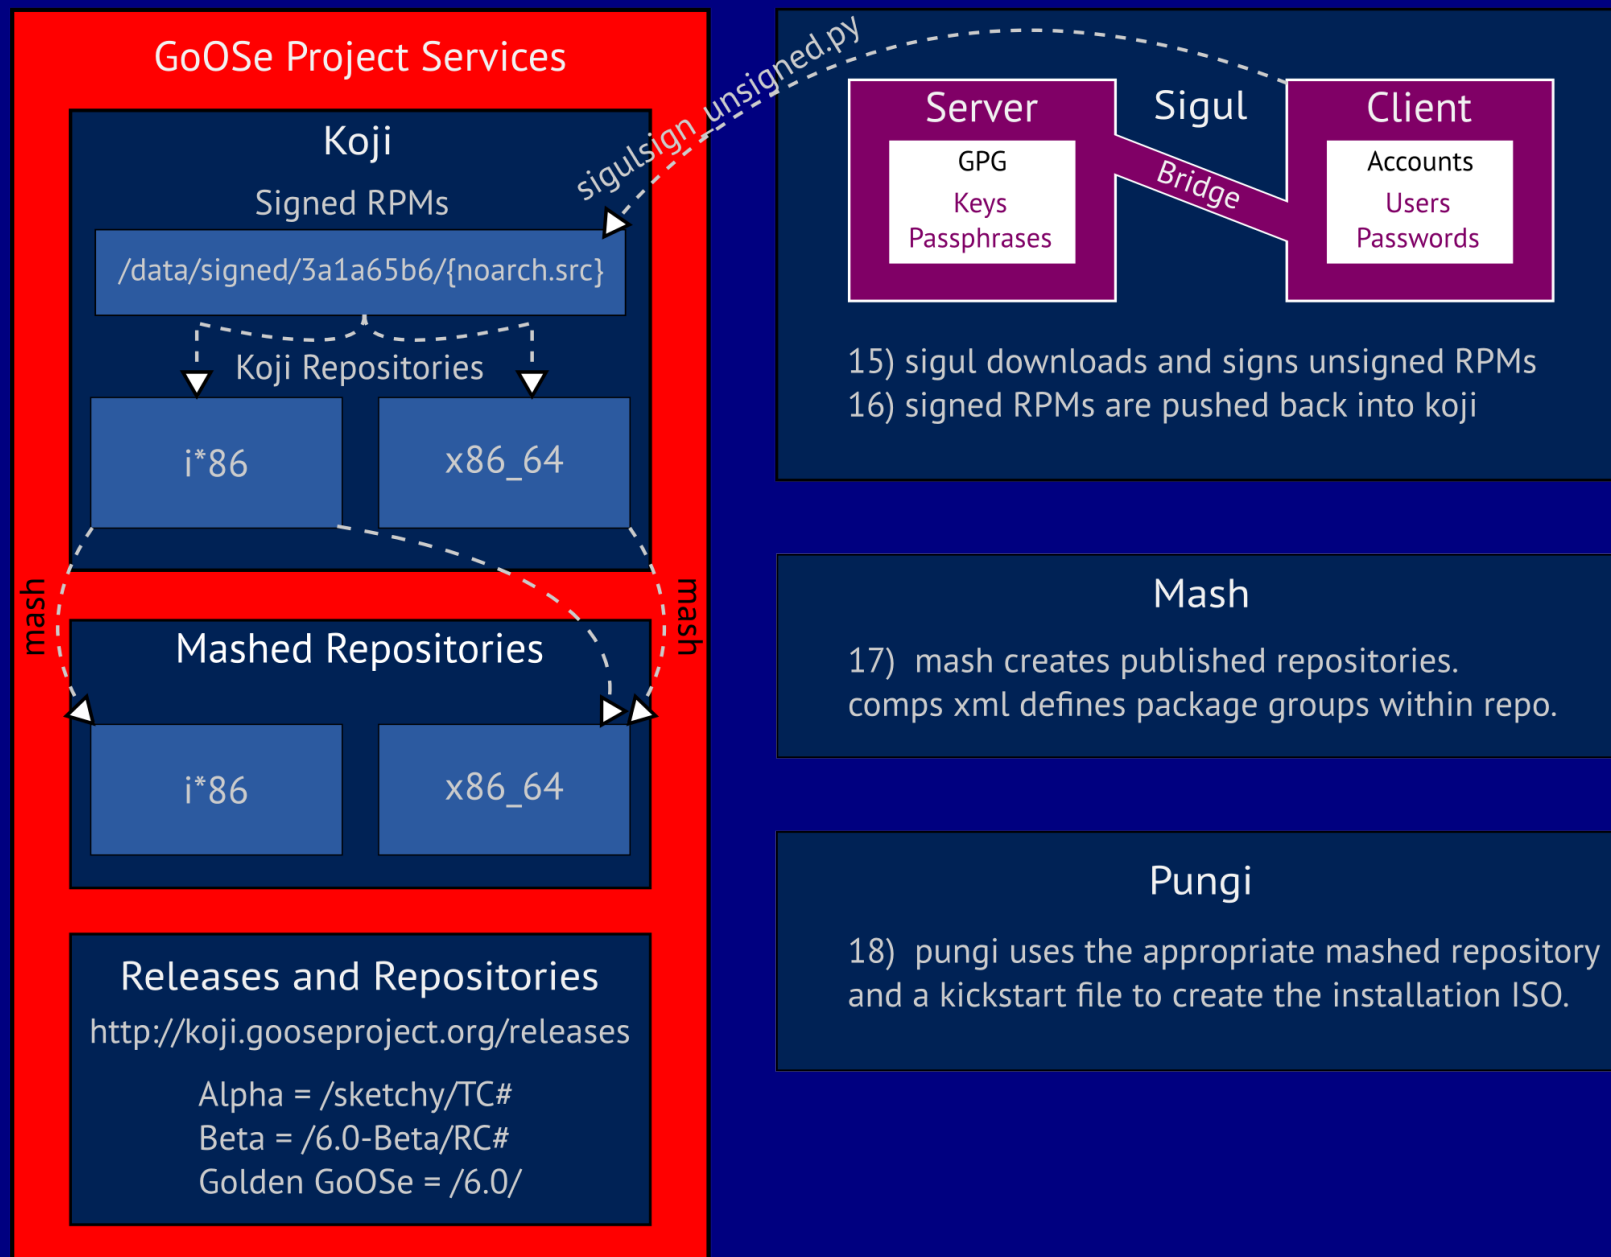 GoOSe Project Services
Koji
Signed RPMs
/data/signed/3a1a65b6/{noarch.src}
Koji Repositories
i*86
x86_64
mash
mash
Mashed Repositories
i*86
x86_64
Releases and Repositories
http://koji.gooseproject.org/releases
Alpha = /sketchy/TC#
Beta = /6.0-Beta/RC#
Golden GoOSe = /6.0/
sigulsign_unsigned.py
Sigul
Server
GPG
Keys
Passphrases
Bridge
Client
Accounts
Users
Passwords
15) sigul downloads and signs unsigned RPMs
16) signed RPMs are pushed back into koji
Mash
17)  mash creates published repositories.
comps xml defines package groups within repo.
Pungi
18)  pungi uses the appropriate mashed repository
and a kickstart file to create the installation ISO.